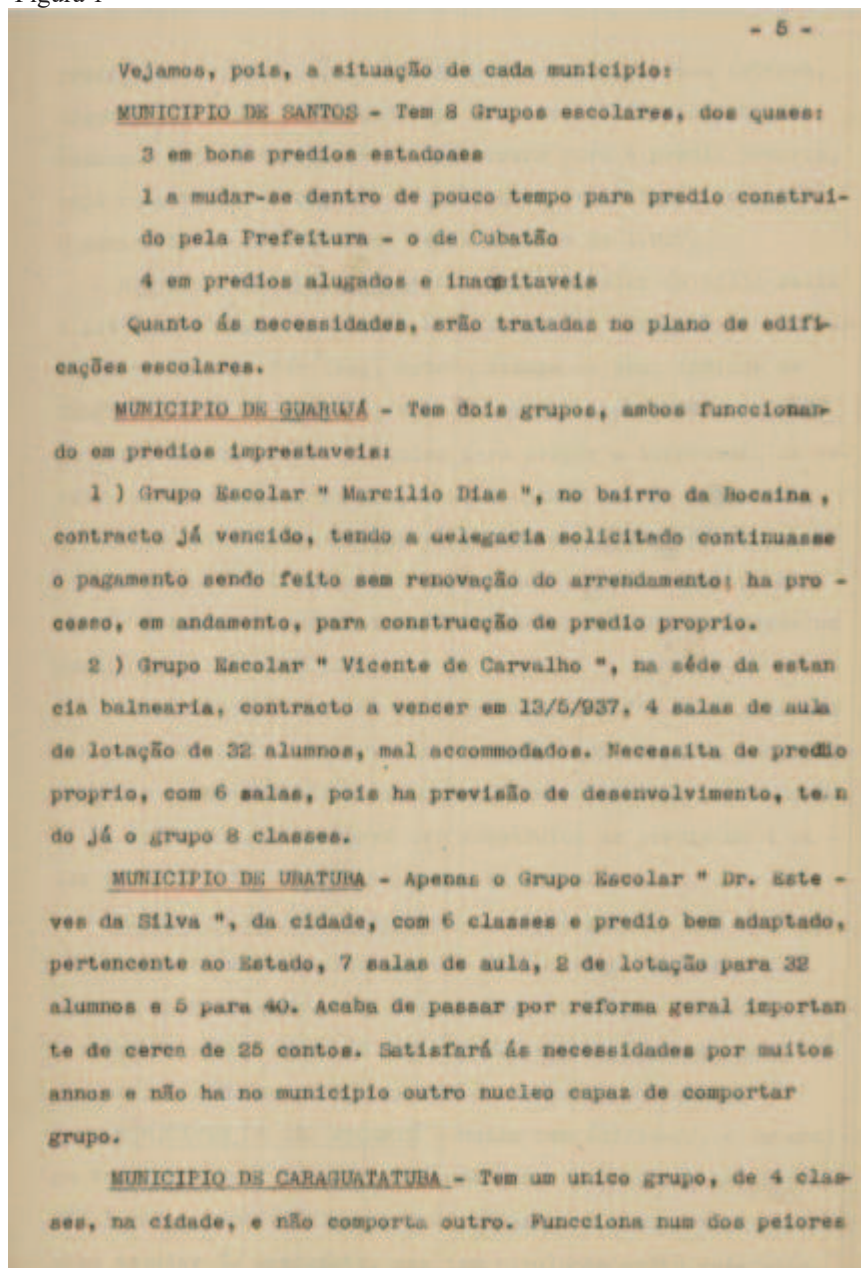 Figura 1
- 5 -
Vejamos, pois, a situação de cada municipio:
MUNICIPIO DE SANTOS - Tem 8 Grupos escolares, dos quaes:
3 em bons predios estadoaes
1 a mudar-se dentro de pouco tempo para predio construi-
do pela Prefeitura - o de Cubatão
4 em predios alugados e inacoitaveis
Quanto ás necessidades, srão tratadas no plano de edifi-
cações escolares.
MUNICIPIO DE GUARUJÁ - Tem dois grupos, ambos funccionan-
do em predios imprestaveis:
1 ) Grupo Escolar " Marcilio Dias ", no bairro da Bocaina ,
contracto já vencido, tendo a delegacia solicitado continuasse
o pagamento sendo feito sem renovação do arrendamento; ha pro -
cesso, em andamento, para construcção de predio proprio.
2 ) Grupo Escolar " Vicente de Carvalho ", na séde da estan
cia balnearia, contracto a vencer em 13/5/937, 4 salas de aula
de lotação de 32 alumnos, mal accommodados. Necessita de predio
proprio, com 6 salas, pois ha previsão de desenvolvimento, te n
do já o grupo 8 classes.
MUNICIPIO DE UBATUBA - Apenas o Grupo Escolar " Dr. Este -
ves da Silva ", da cidade, com 6 classes e predio bem adaptado,
pertencente ao Estado, 7 salas de aula, 2 de lotação para 32
alumnos e 5 para 40. Acaba de passar por reforma geral importan
te de cerca de 25 contos. Satisfará ás necessidades por muitos
annos e não ha no municipio outro nucleo capaz de comportar
grupo.
MUNICIPIO DE CARAGUATATUBA - Tem um unico grupo, de 4 clas-
ses, na cidade, e não comporta outro. Funcciona num dos peiores